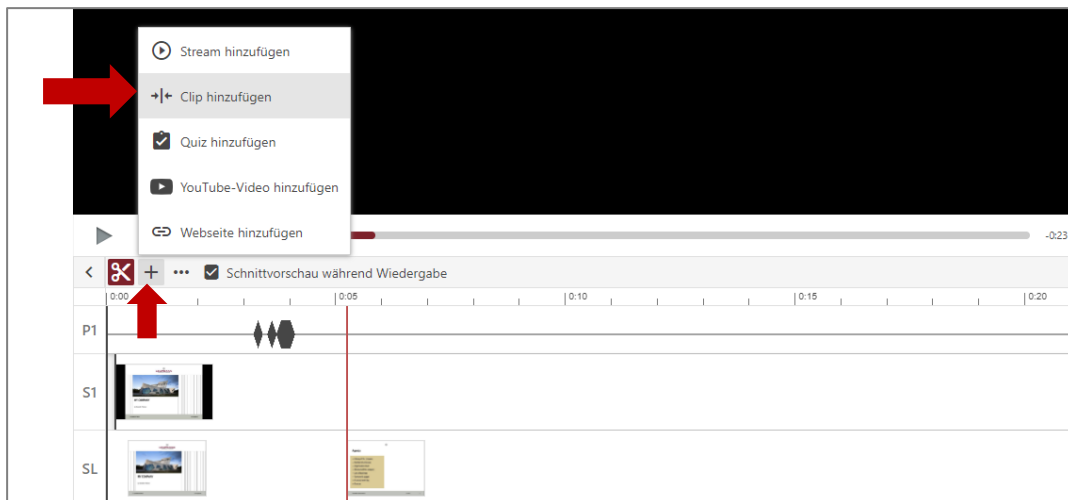 Stream hinzufügen
Clip hinzufügen
Quiz hinzufügen
YouTube-Video hinzufügen
Webseite hinzufügen
-0:23
Schnittvorschau während Wiedergabe
0:00 0:05 0:10 0:15 0:20
P1
S1
SL